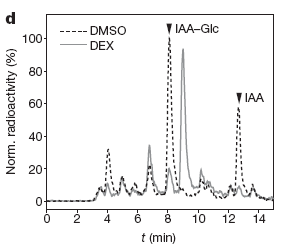 d
DMSO
DEX
IAA–Glc
IAA
Norm. radioactivity (%)
100
80
60
40
20
0
0 2 4 6 8 10 12 14
t (min)